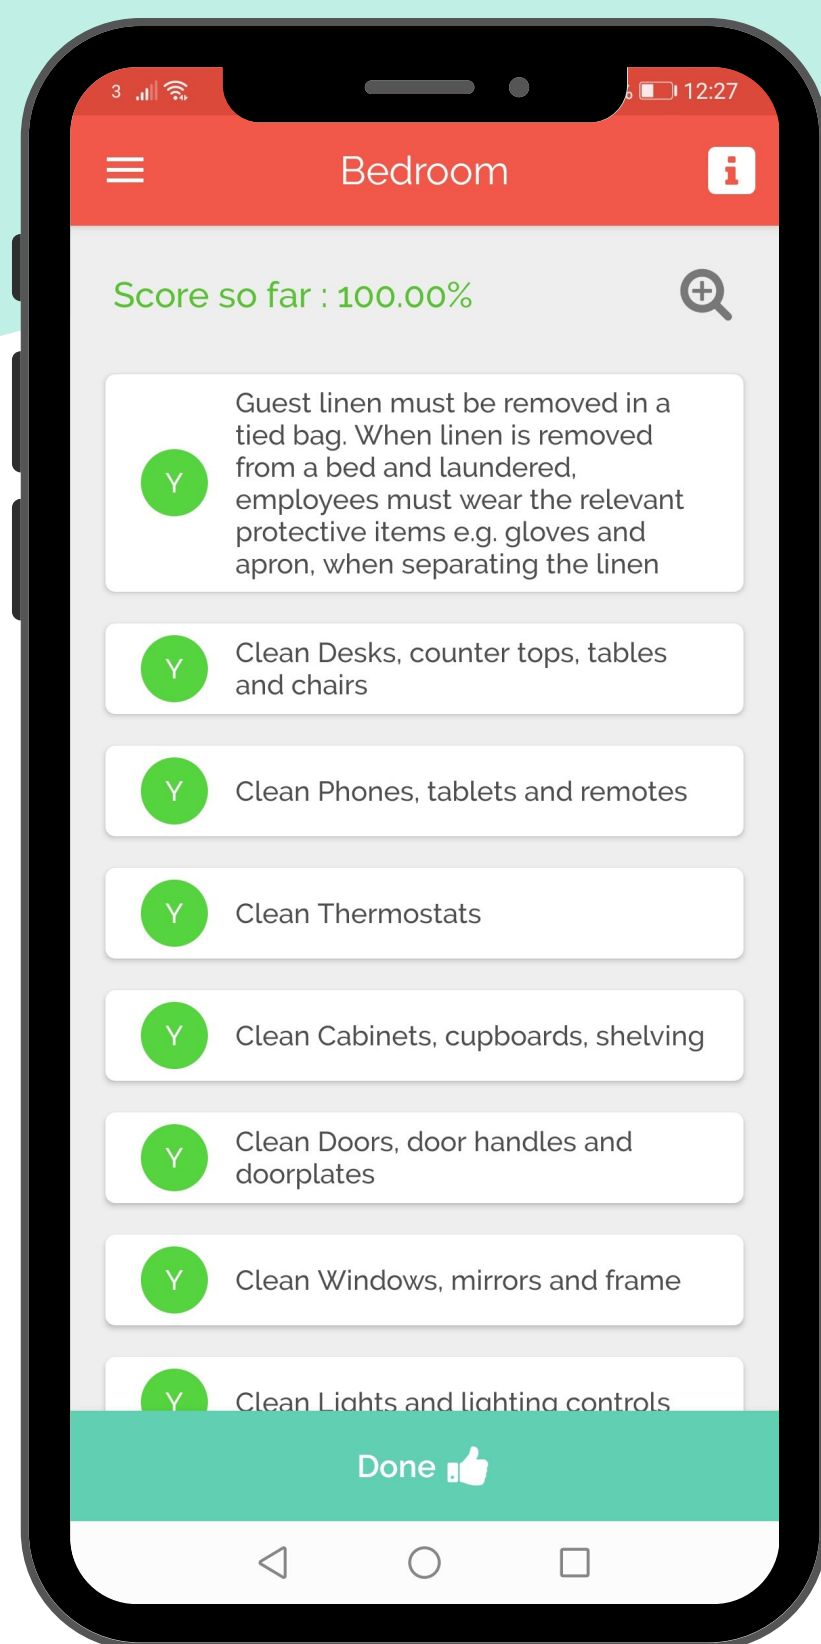 3
12:27
Bedroom
Score so far : 100.00%
Y
Guest linen must be removed in a
tied bag. When linen is removed
from a bed and laundered,
employees must wear the relevant
protective items e.g. gloves and
apron, when separating the linen
Y
Clean Desks, counter tops, tables
and chairs
Y
Clean Phones, tablets and remotes
Y
Clean Thermostats
Y
Clean Cabinets, cupboards, shelving
Y
Clean Doors, door handles and
doorplates
Y
Clean Windows, mirrors and frame
Y
Clean Lights and lighting controls
Done